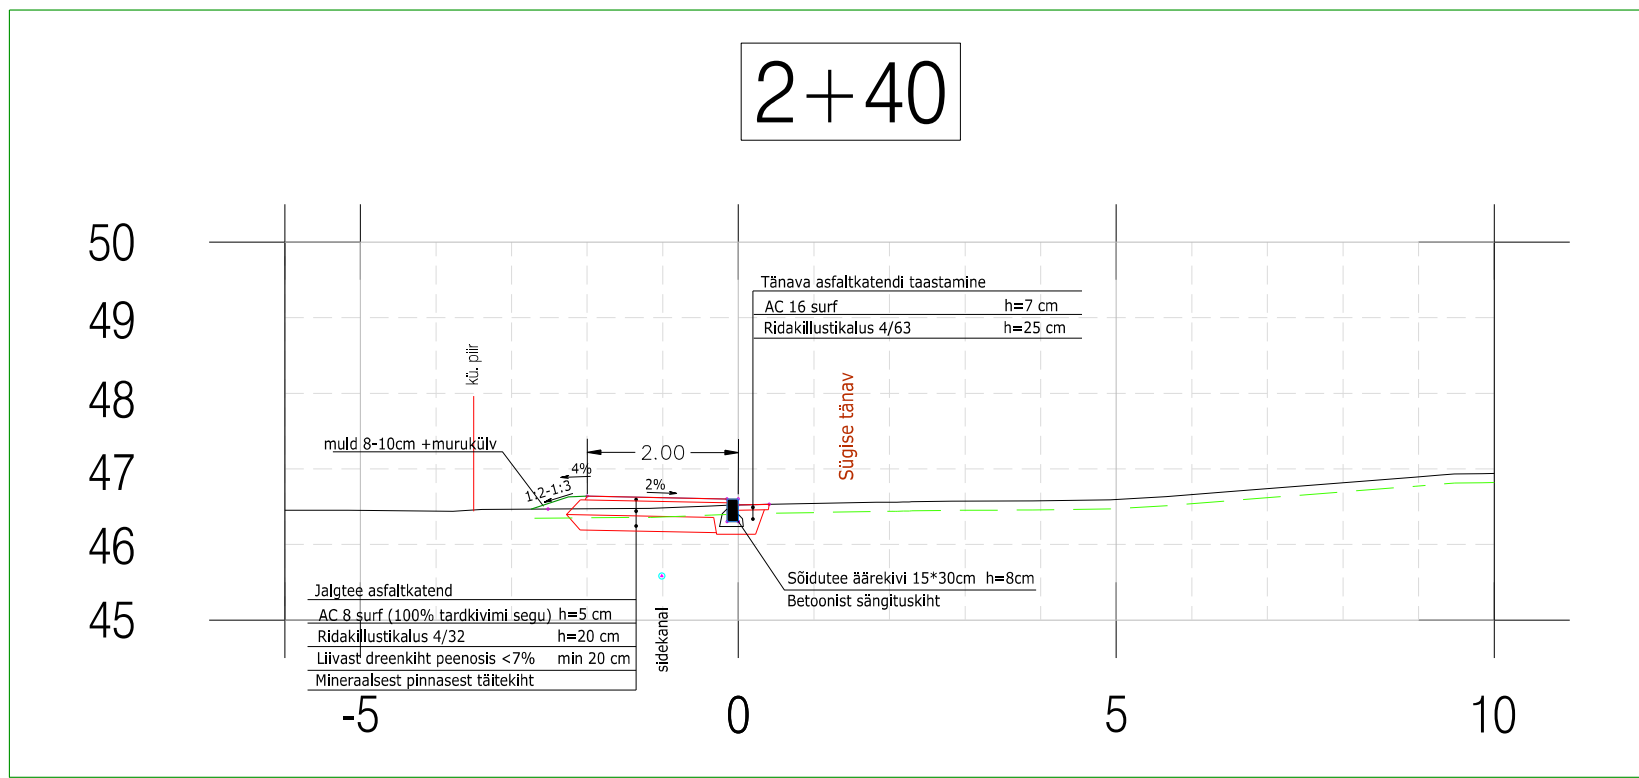 2+40
50
49
48
47
46
45
Tänava asfaltkatendi taastamine
AC 16 surf h=7 cm
Ridakillustikalus 4/63 h=25 cm
kü. piir
Sügise tänav
muld 8-10cm +murukülv
2.00
4%
1:2-1:3
2%
Sõidutee äärekivi 15*30cm h=8cm
Betoonist sängituskiht
Jalgtee asfaltkatend
AC 8 surf (100% tardkivimi segu) h=5 cm
Ridakillustikalus 4/32 h=20 cm
Liivast dreenkiht peenosis <7% min 20 cm
Mineraalsest pinnasest täitekiht
sidekanal
-5 0 5 10